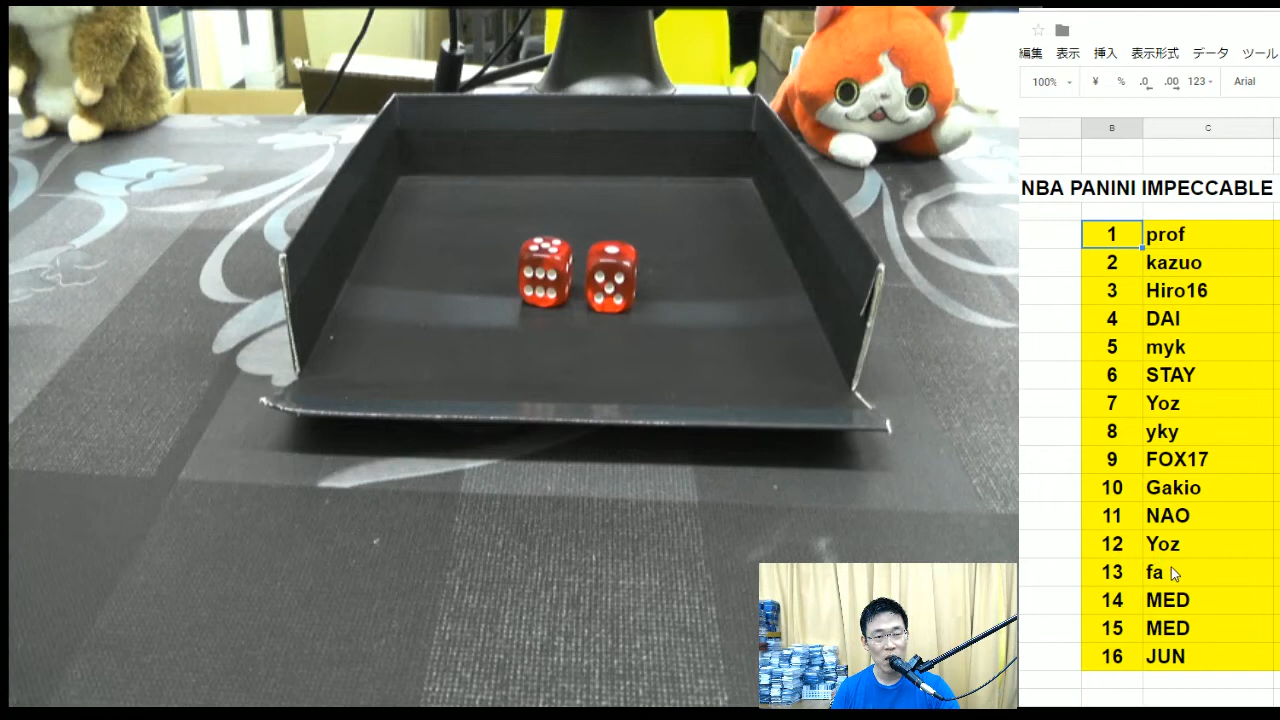 編集 表示 挿入 表示形式 データ ツール
100% ¥ % .0 .00 123 Arial
B C
NBA PANINI IMPECCABLE
1 prof
2 kazuo
3 Hiro16
4 DAI
5 myk
6 STAY
7 Yoz
8 yky
9 FOX17
10 Gakio
11 NAO
12 Yoz
13 fa
14 MED
15 MED
16 JUN